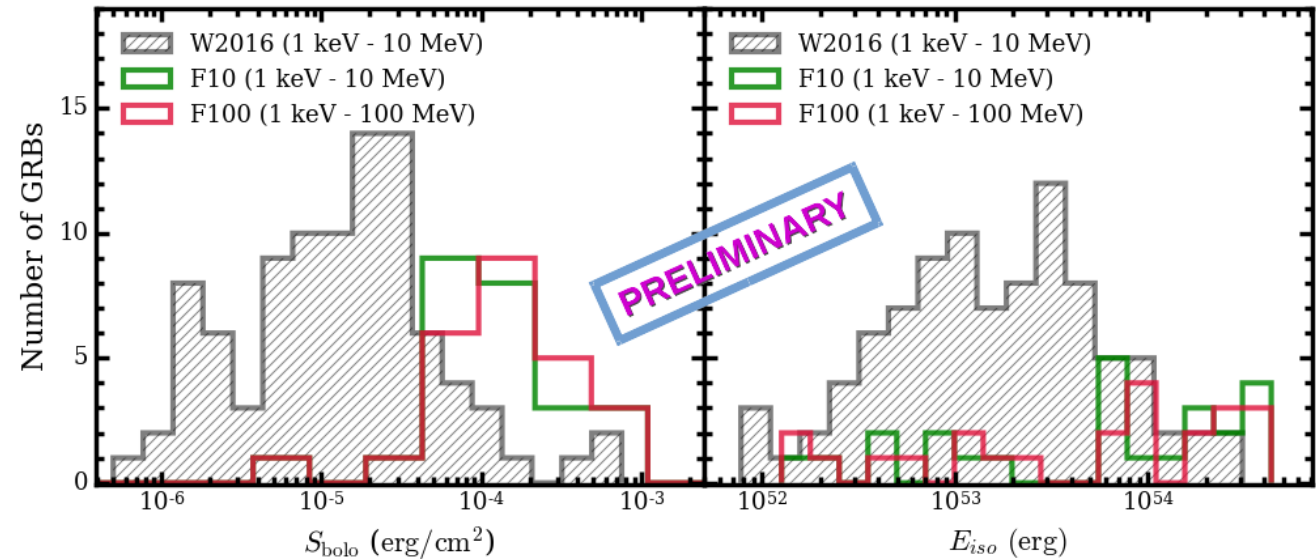 W2016 (1 keV - 10 MeV)
F10 (1 keV - 10 MeV)
F100 (1 keV - 100 MeV)
W2016 (1 keV - 10 MeV)
F10 (1 keV - 10 MeV)
F100 (1 keV - 100 MeV)
PRELIMINARY
Number of GRBs
15
10
5
0
10⁻⁶ 10⁻⁵ 10⁻⁴ 10⁻³
10⁵² 10⁵³ 10⁵⁴
S_bolo (erg/cm²)
E_iso (erg)